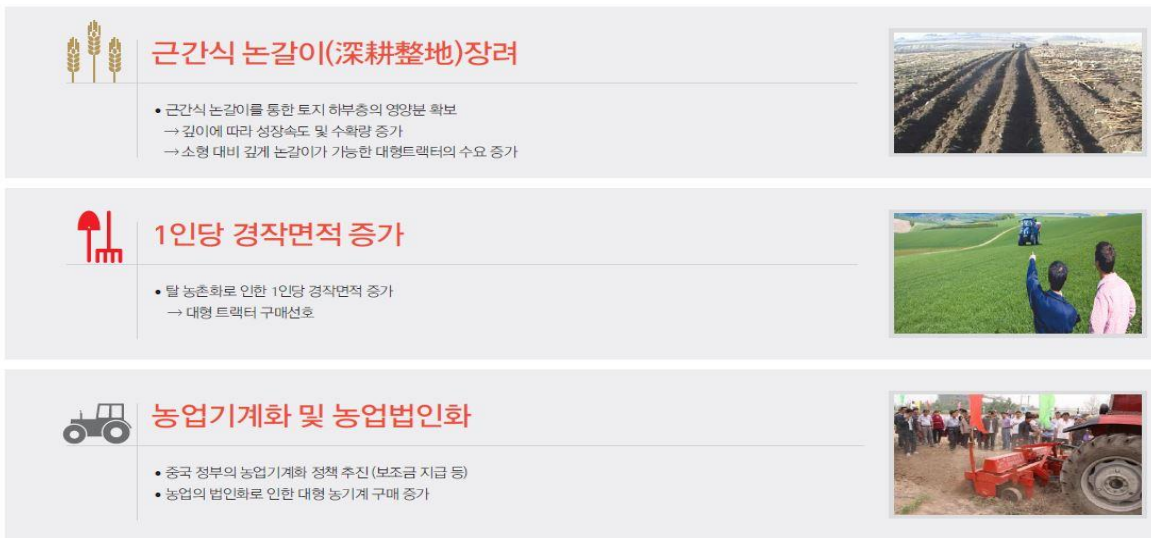 근간식 논갈이(深耕整地)장려
• 근간식 논갈이를 통한 토지 하부층의 영양분 확보
→ 깊이에 따라 성장속도 및 수확량 증가
→ 소형 대비 깊게 논갈이가 가능한 대형트랙터의 수요 증가
1인당 경작면적 증가
• 탈 농촌화로 인한 1인당 경작면적 증가
→ 대형 트랙터 구매선호
농업기계화 및 농업법인화
• 중국 정부의 농업기계화 정책 추진 (보조금 지급 등)
• 농업의 법인화로 인한 대형 농기계 구매 증가